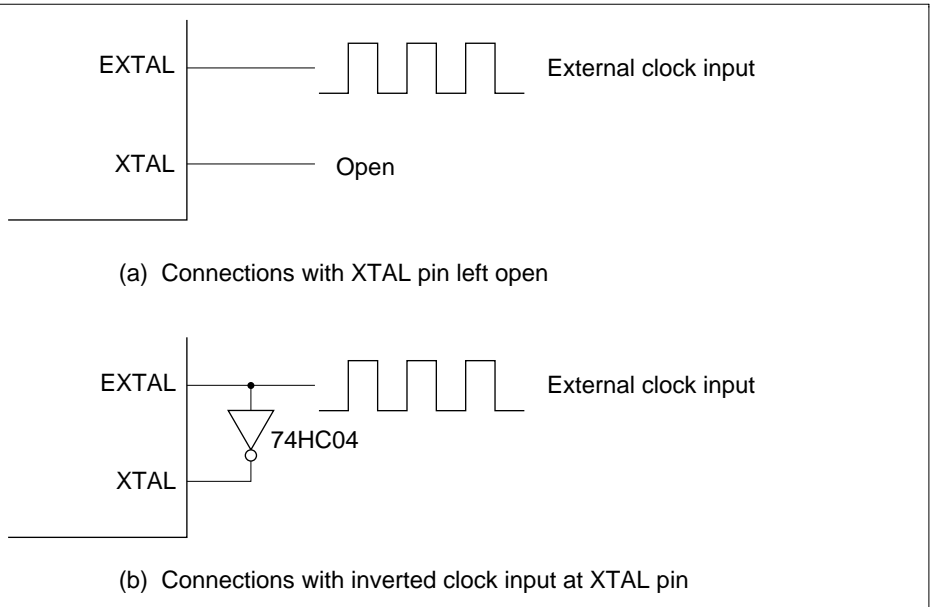 EXTAL
External clock input
XTAL
Open
(a) Connections with XTAL pin left open
EXTAL
External clock input
74HC04
XTAL
(b) Connections with inverted clock input at XTAL pin